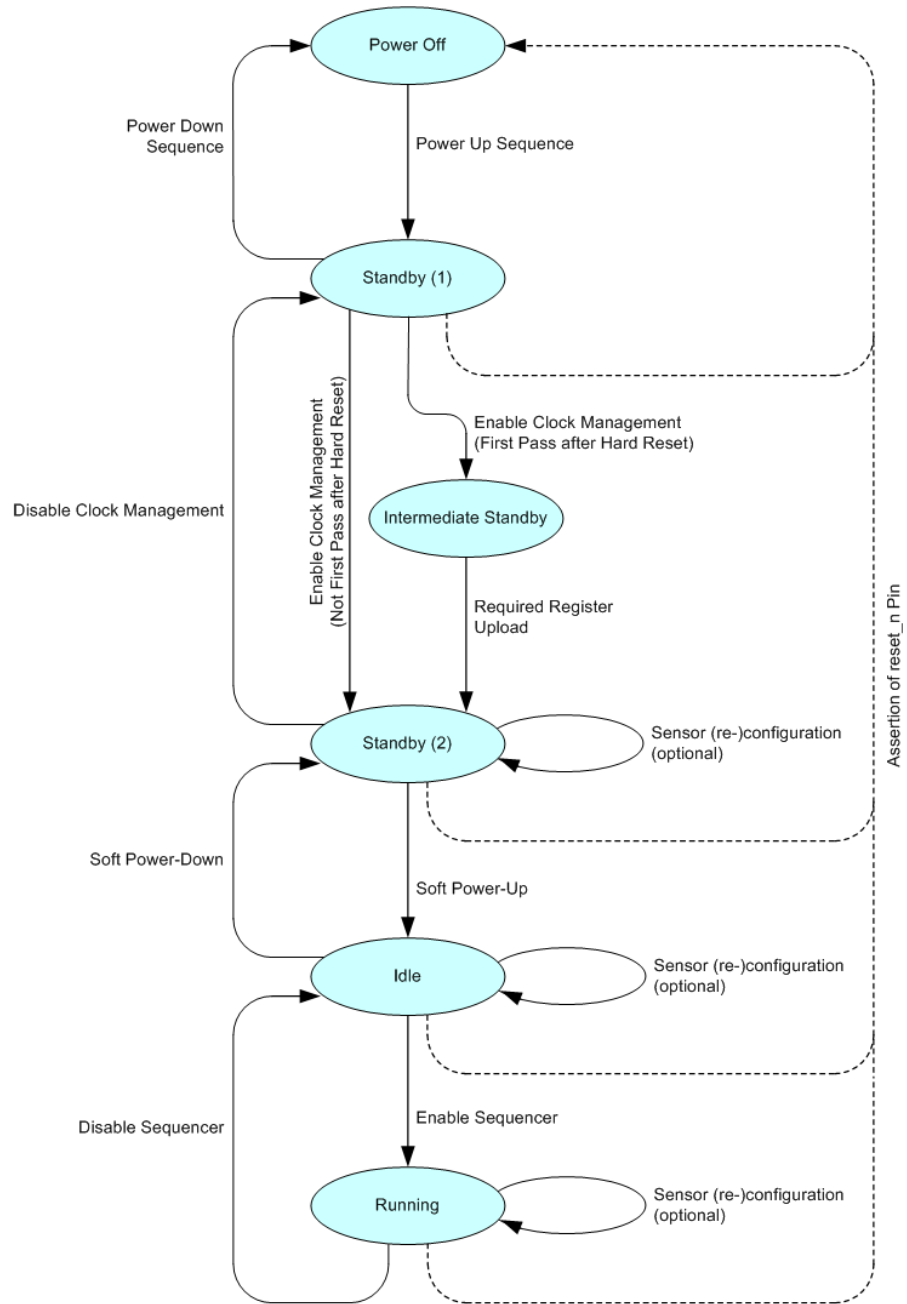 Power Off
Power Down
Sequence
Power Up Sequence
Standby (1)
Enable Clock Management
(Not First Pass after Hard Reset)
Enable Clock Management
(First Pass after Hard Reset)
Disable Clock Management
Intermediate Standby
Required Register
Upload
Assertion of reset_n Pin
Standby (2)
Sensor (re-)configuration
(optional)
Soft Power-Down
Soft Power-Up
Idle
Sensor (re-)configuration
(optional)
Disable Sequencer
Enable Sequencer
Running
Sensor (re-)configuration
(optional)